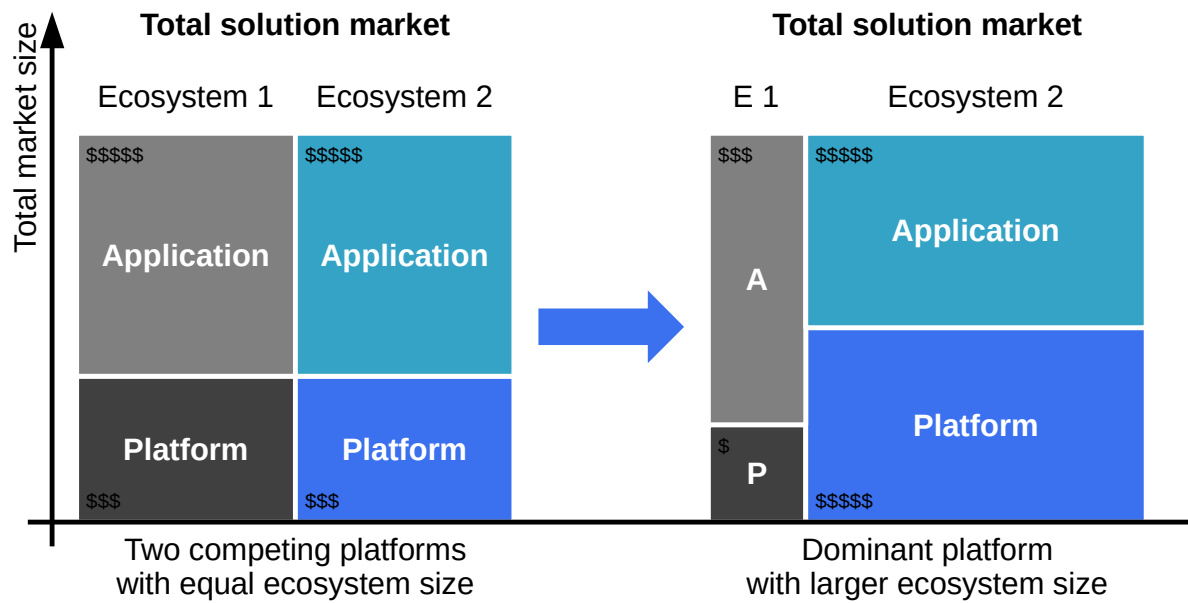 Total market size
Total solution market
Ecosystem 1
Ecosystem 2
$$$$$
$$$$$
Application
Application
Platform
Platform
$$$
$$$
Two competing platforms
with equal ecosystem size
Total solution market
E 1
Ecosystem 2
$$$
$$$$$
Application
A
Platform
$
P
$$$$$
Dominant platform
with larger ecosystem size